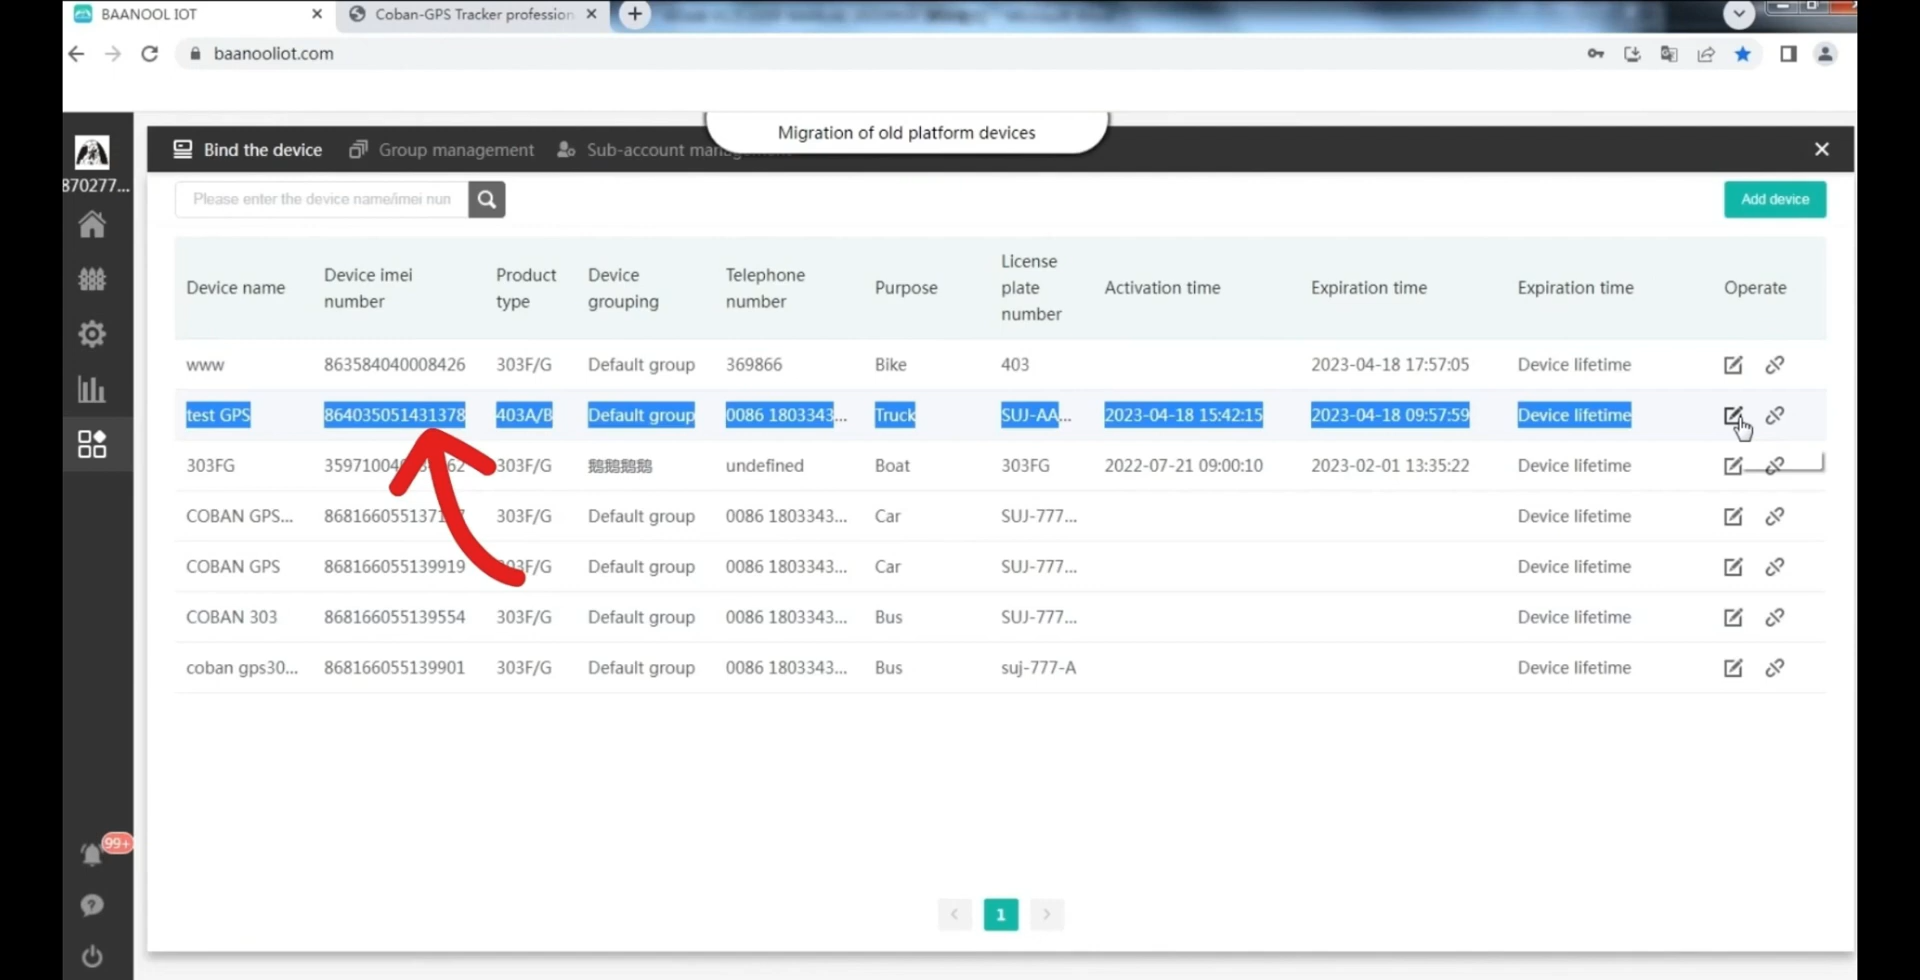 BAANOOL IOT
Coban-GPS Tracker profession
baanooliot.com
Migration of old platform devices
Bind the device Group management Sub-account
870277...
Please enter the device name/imei nun
Add device
Device name Device imei number Product type Device grouping Telephone number Purpose License plate number Activation time Expiration time Expiration time Operate
www 863584040008426 303F/G Default group 369866 Bike 403 2023-04-18 17:57:05 Device lifetime
test GPS 864035051431378 403A/B Default group 0086 1803343... Truck SUJ-AA... 2023-04-18 15:42:15 2023-04-18 09:57:59 Device lifetime
303FG 303F/G 鹅鹅鹅鹅 undefined Boat 303FG 2022-07-21 09:00:10 2023-02-01 13:35:22 Device lifetime
COBAN GPS... 303F/G Default group 0086 1803343... Car SUJ-777... Device lifetime
COBAN GPS 868166055139919 Default group 0086 1803343... Car SUJ-777... Device lifetime
COBAN 303 868166055139554 303F/G Default group 0086 1803343... Bus SUJ-777... Device lifetime
coban gps30... 868166055139901 303F/G Default group 0086 1803343... Bus suj-777-A Device lifetime
99+
1